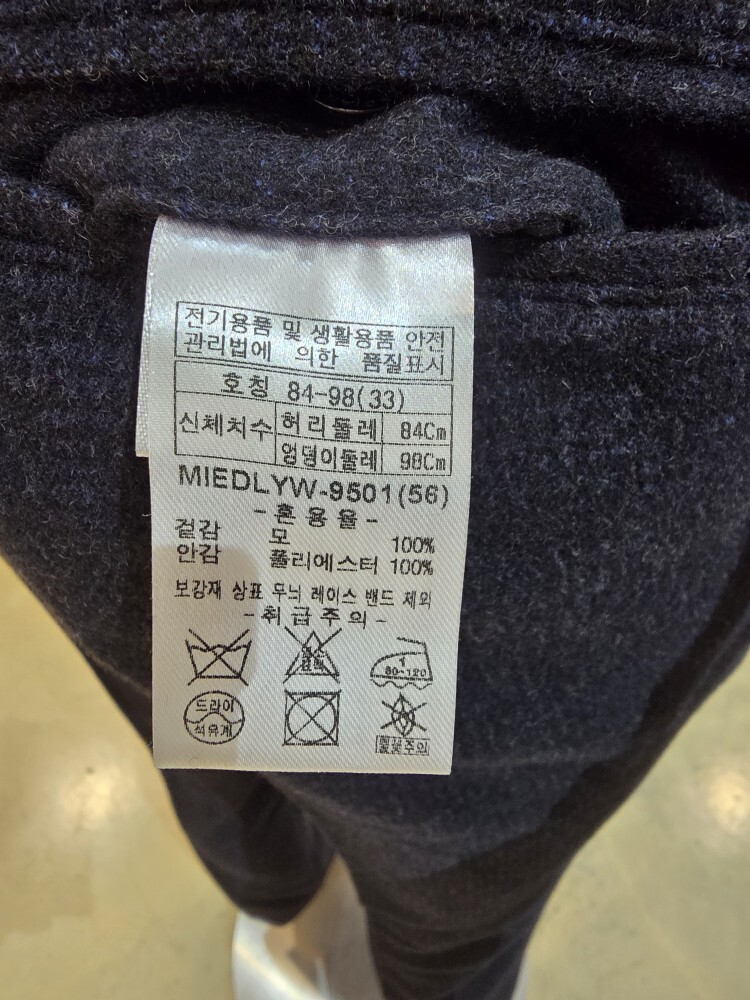 전기용품 및 생활용품 안전
관리법에 의한 품질표시
호칭 84-98(33)
신체치수 허리둘레 84Cm
엉덩이둘레 98Cm
MIEDLYW-9501(56)
-혼용율-
겉감 모 100%
안감 폴리에스터 100%
보강재 상표 무늬 레이스 밴드 제외
-취급주의-
1
80-120
드라이
석유계
불꽃주의